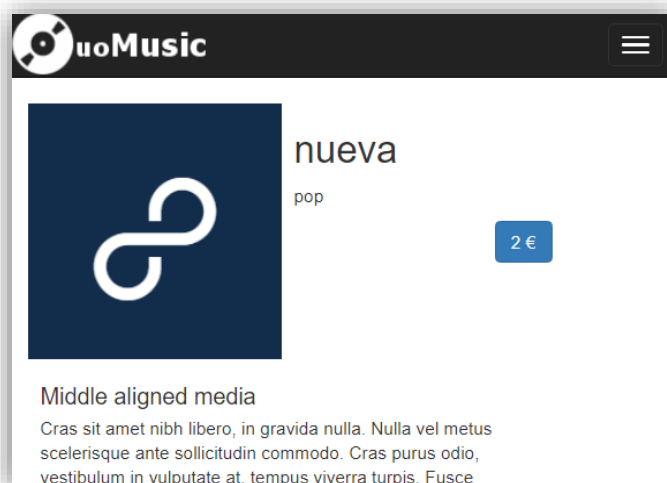 uoMusic
nueva
pop
2 €
Middle aligned media
Cras sit amet nibh libero, in gravida nulla. Nulla vel metus
scelerisque ante sollicitudin commodo. Cras purus odio,
vestibulum in vulputate at, tempus viverra turpis. Fusce